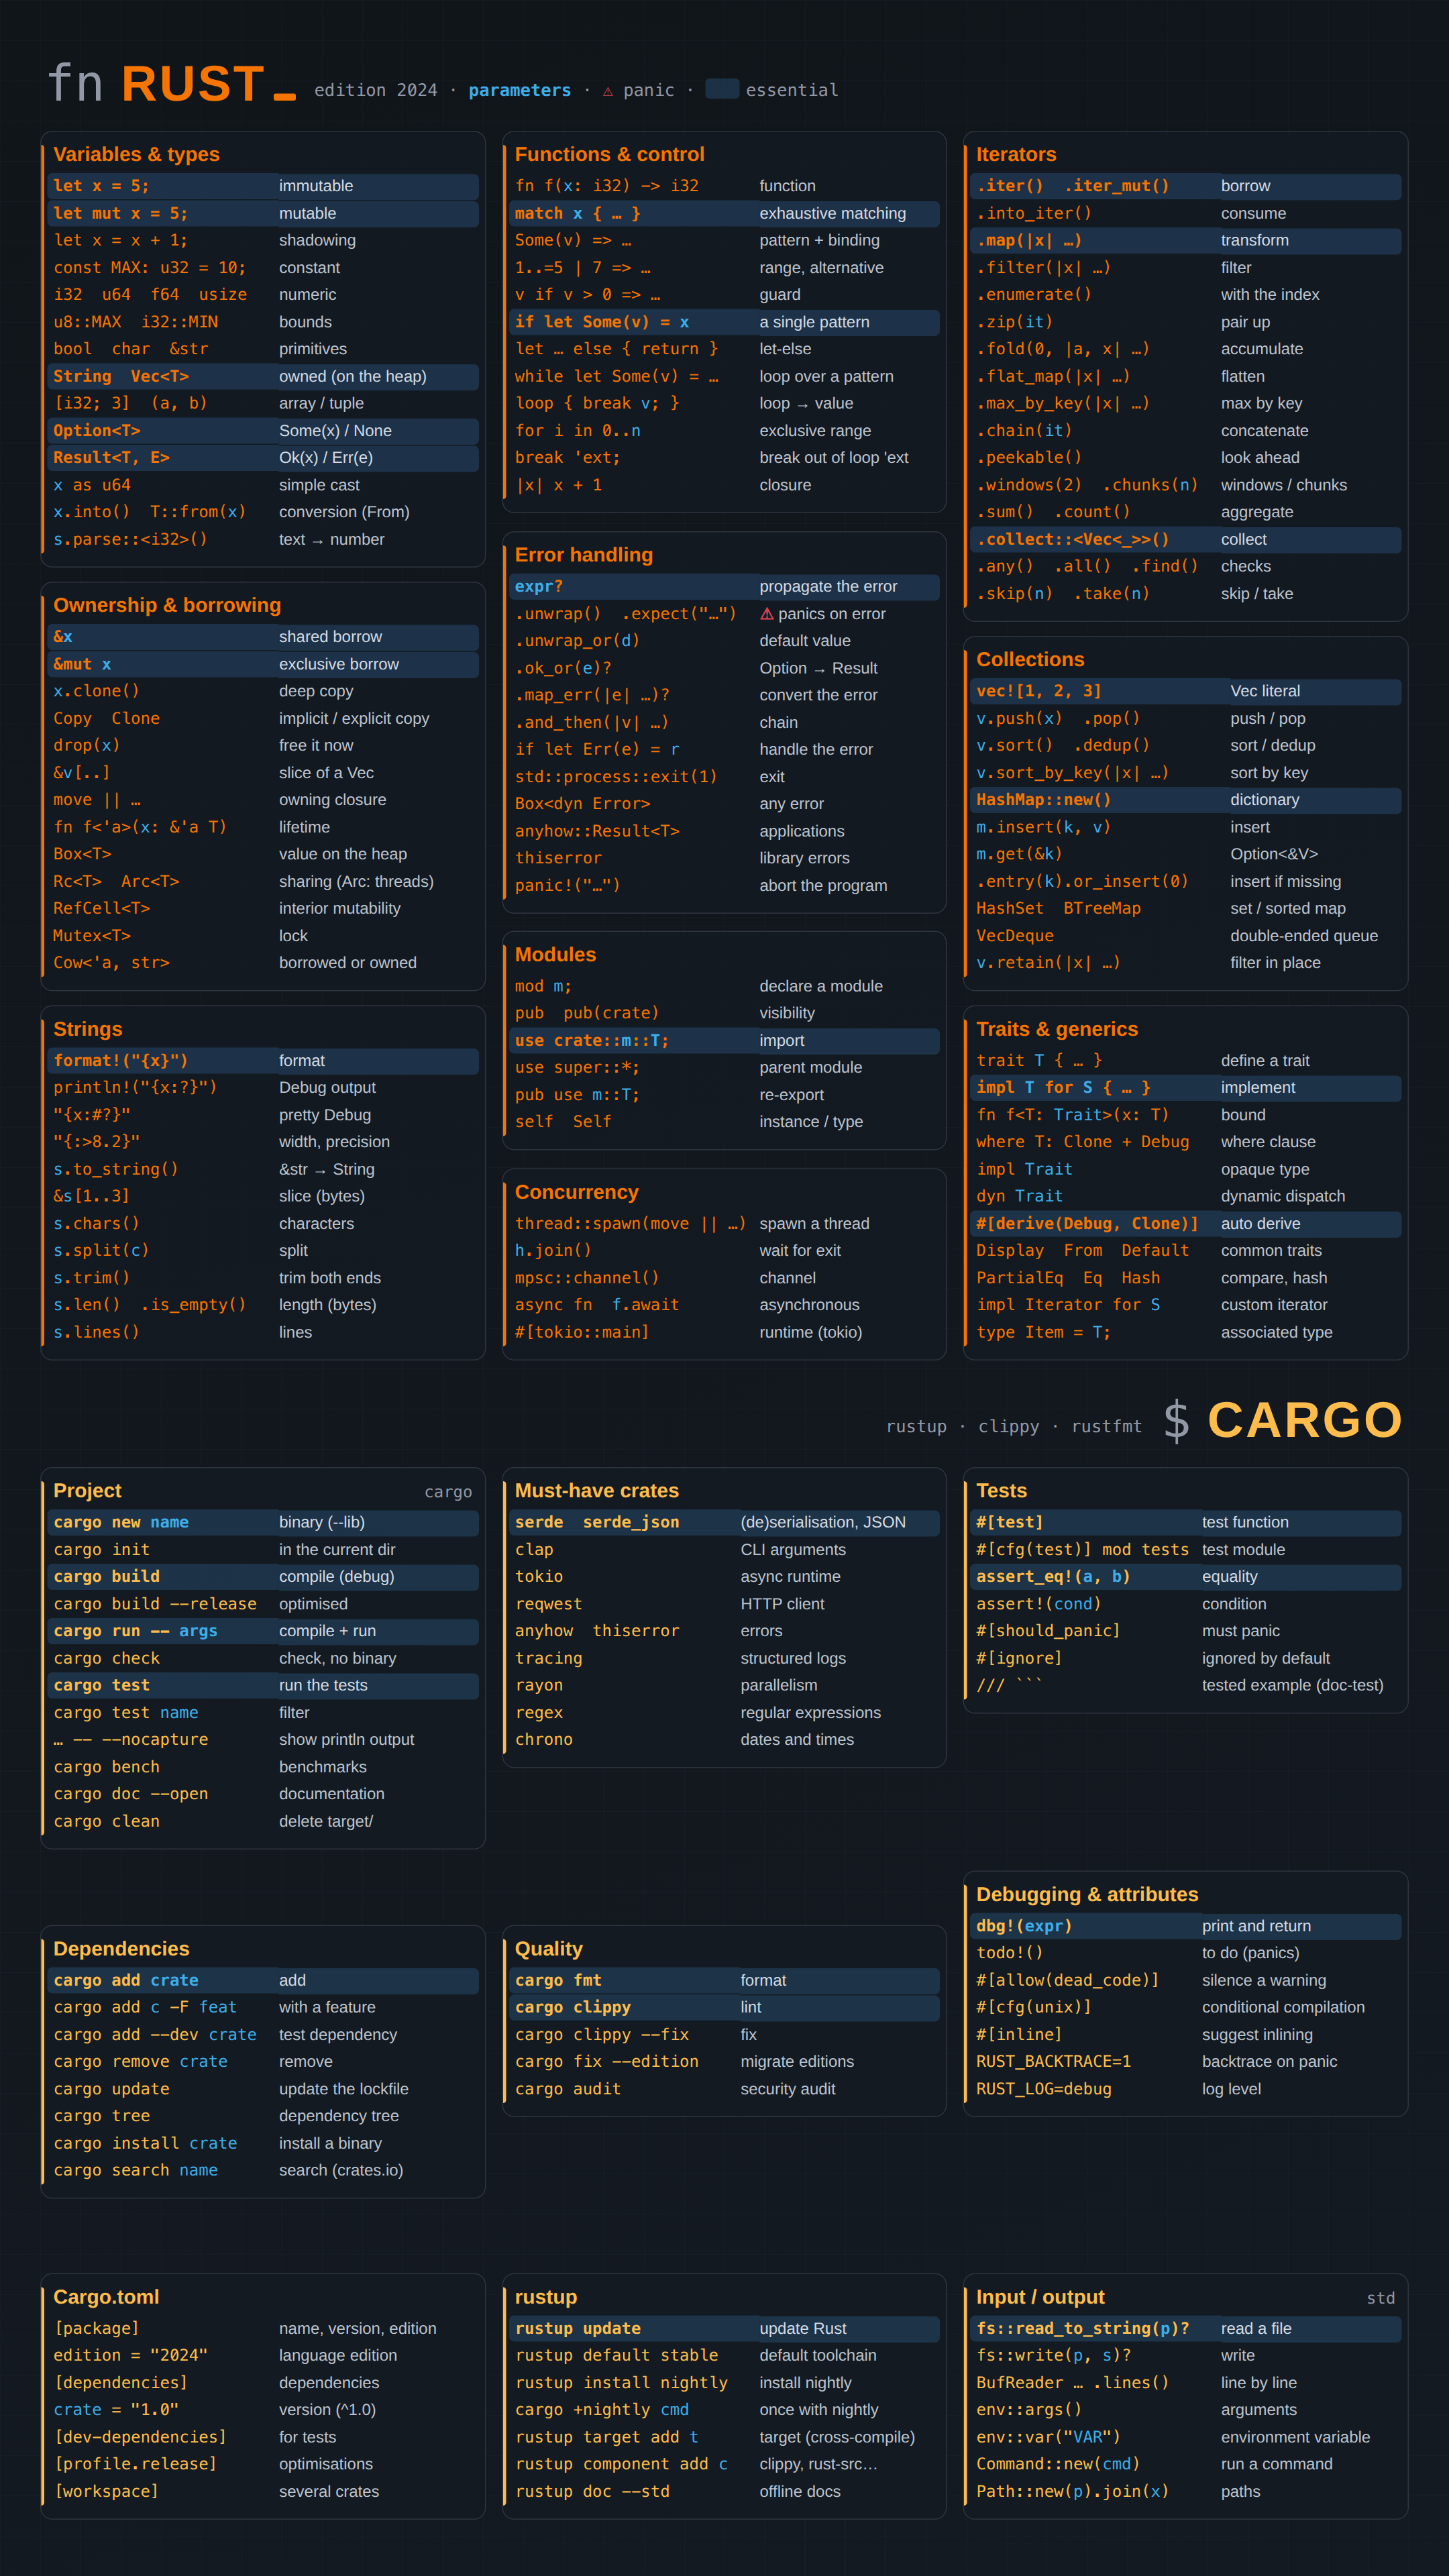 fn RUST_ edition 2024 · parameters · ⚠ panic · essential
Variables & types
let x = 5; immutable
let mut x = 5; mutable
let x = x + 1; shadowing
const MAX: u32 = 10; constant
i32 u64 f64 usize numeric
u8::MAX i32::MIN bounds
bool char &str primitives
String Vec<T> owned (on the heap)
[i32; 3] (a, b) array / tuple
Option<T> Some(x) / None
Result<T, E> Ok(x) / Err(e)
x as u64 simple cast
x.into() T::from(x) conversion (From)
s.parse::<i32>() text → number
Ownership & borrowing
&x shared borrow
&mut x exclusive borrow
x.clone() deep copy
Copy Clone implicit / explicit copy
drop(x) free it now
&v[..] slice of a Vec
move || … owning closure
fn f<'a>(x: &'a T) lifetime
Box<T> value on the heap
Rc<T> Arc<T> sharing (Arc: threads)
RefCell<T> interior mutability
Mutex<T> lock
Cow<'a, str> borrowed or owned
Strings
format!("{x}") format
println!("{x:?}") Debug output
"{x:#?}" pretty Debug
"{:>8.2}" width, precision
s.to_string() &str → String
&s[1..3] slice (bytes)
s.chars() characters
s.split(c) split
s.trim() trim both ends
s.len() .is_empty() length (bytes)
s.lines() lines
Functions & control
fn f(x: i32) -> i32 function
match x { … } exhaustive matching
Some(v) => … pattern + binding
1..=5 | 7 => … range, alternative
v if v > 0 => … guard
if let Some(v) = x a single pattern
let … else { return } let-else
while let Some(v) = … loop over a pattern
loop { break v; } loop → value
for i in 0..n exclusive range
break 'ext; break out of loop 'ext
|x| x + 1 closure
Error handling
expr? propagate the error
.unwrap() .expect("…") ⚠ panics on error
.unwrap_or(d) default value
.ok_or(e)? Option → Result
.map_err(|e| …)? convert the error
.and_then(|v| …) chain
if let Err(e) = r handle the error
std::process::exit(1) exit
Box<dyn Error> any error
anyhow::Result<T> applications
thiserror library errors
panic!("…") abort the program
Modules
mod m; declare a module
pub pub(crate) visibility
use crate::m::T; import
use super::*; parent module
pub use m::T; re-export
self Self instance / type
Concurrency
thread::spawn(move || …) spawn a thread
h.join() wait for exit
mpsc::channel() channel
async fn f.await asynchronous
#[tokio::main] runtime (tokio)
Iterators
.iter() .iter_mut() borrow
.into_iter() consume
.map(|x| …) transform
.filter(|x| …) filter
.enumerate() with the index
.zip(it) pair up
.fold(0, |a, x| …) accumulate
.flat_map(|x| …) flatten
.max_by_key(|x| …) max by key
.chain(it) concatenate
.peekable() look ahead
.windows(2) .chunks(n) windows / chunks
.sum() .count() aggregate
.collect::<Vec<_>>() collect
.any() .all() .find() checks
.skip(n) .take(n) skip / take
Collections
vec![1, 2, 3] Vec literal
v.push(x) .pop() push / pop
v.sort() .dedup() sort / dedup
v.sort_by_key(|x| …) sort by key
HashMap::new() dictionary
m.insert(k, v) insert
m.get(&k) Option<&V>
.entry(k).or_insert(0) insert if missing
HashSet BTreeMap set / sorted map
VecDeque double-ended queue
v.retain(|x| …) filter in place
Traits & generics
trait T { … } define a trait
impl T for S { … } implement
fn f<T: Trait>(x: T) bound
where T: Clone + Debug where clause
impl Trait opaque type
dyn Trait dynamic dispatch
#[derive(Debug, Clone)] auto derive
Display From Default common traits
PartialEq Eq Hash compare, hash
impl Iterator for S custom iterator
type Item = T; associated type
rustup · clippy · rustfmt $ CARGO
Project cargo
cargo new name binary (--lib)
cargo init in the current dir
cargo build compile (debug)
cargo build --release optimised
cargo run -- args compile + run
cargo check check, no binary
cargo test run the tests
cargo test name filter
… -- --nocapture show println output
cargo bench benchmarks
cargo doc --open documentation
cargo clean delete target/
Must-have crates
serde serde_json (de)serialisation, JSON
clap CLI arguments
tokio async runtime
reqwest HTTP client
anyhow thiserror errors
tracing structured logs
rayon parallelism
regex regular expressions
chrono dates and times
Tests
#[test] test function
#[cfg(test)] mod tests test module
assert_eq!(a, b) equality
assert!(cond) condition
#[should_panic] must panic
#[ignore] ignored by default
/// ``` tested example (doc-test)
Dependencies
cargo add crate add
cargo add c -F feat with a feature
cargo add --dev crate test dependency
cargo remove crate remove
cargo update update the lockfile
cargo tree dependency tree
cargo install crate install a binary
cargo search name search (crates.io)
Quality
cargo fmt format
cargo clippy lint
cargo clippy --fix fix
cargo fix --edition migrate editions
cargo audit security audit
Debugging & attributes
dbg!(expr) print and return
todo!() to do (panics)
#[allow(dead_code)] silence a warning
#[cfg(unix)] conditional compilation
#[inline] suggest inlining
RUST_BACKTRACE=1 backtrace on panic
RUST_LOG=debug log level
Cargo.toml
[package] name, version, edition
edition = "2024" language edition
[dependencies] dependencies
crate = "1.0" version (^1.0)
[dev-dependencies] for tests
[profile.release] optimisations
[workspace] several crates
rustup
rustup update update Rust
rustup default stable default toolchain
rustup install nightly install nightly
cargo +nightly cmd once with nightly
rustup target add t target (cross-compile)
rustup component add c clippy, rust-src…
rustup doc --std offline docs
Input / output std
fs::read_to_string(p)? read a file
fs::write(p, s)? write
BufReader … .lines() line by line
env::args() arguments
env::var("VAR") environment variable
Command::new(cmd) run a command
Path::new(p).join(x) paths